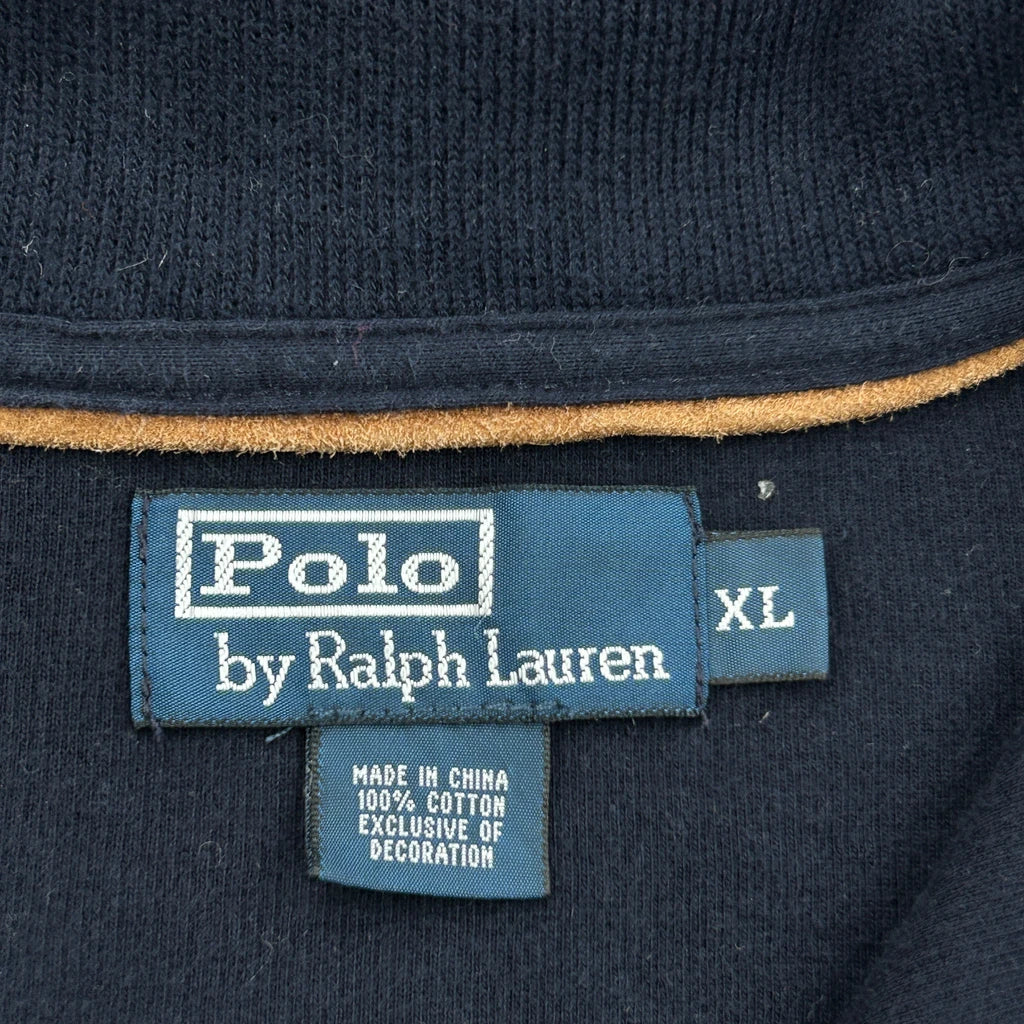 Polo
by Ralph Lauren
XL
MADE IN CHINA
100% COTTON
EXCLUSIVE OF
DECORATION